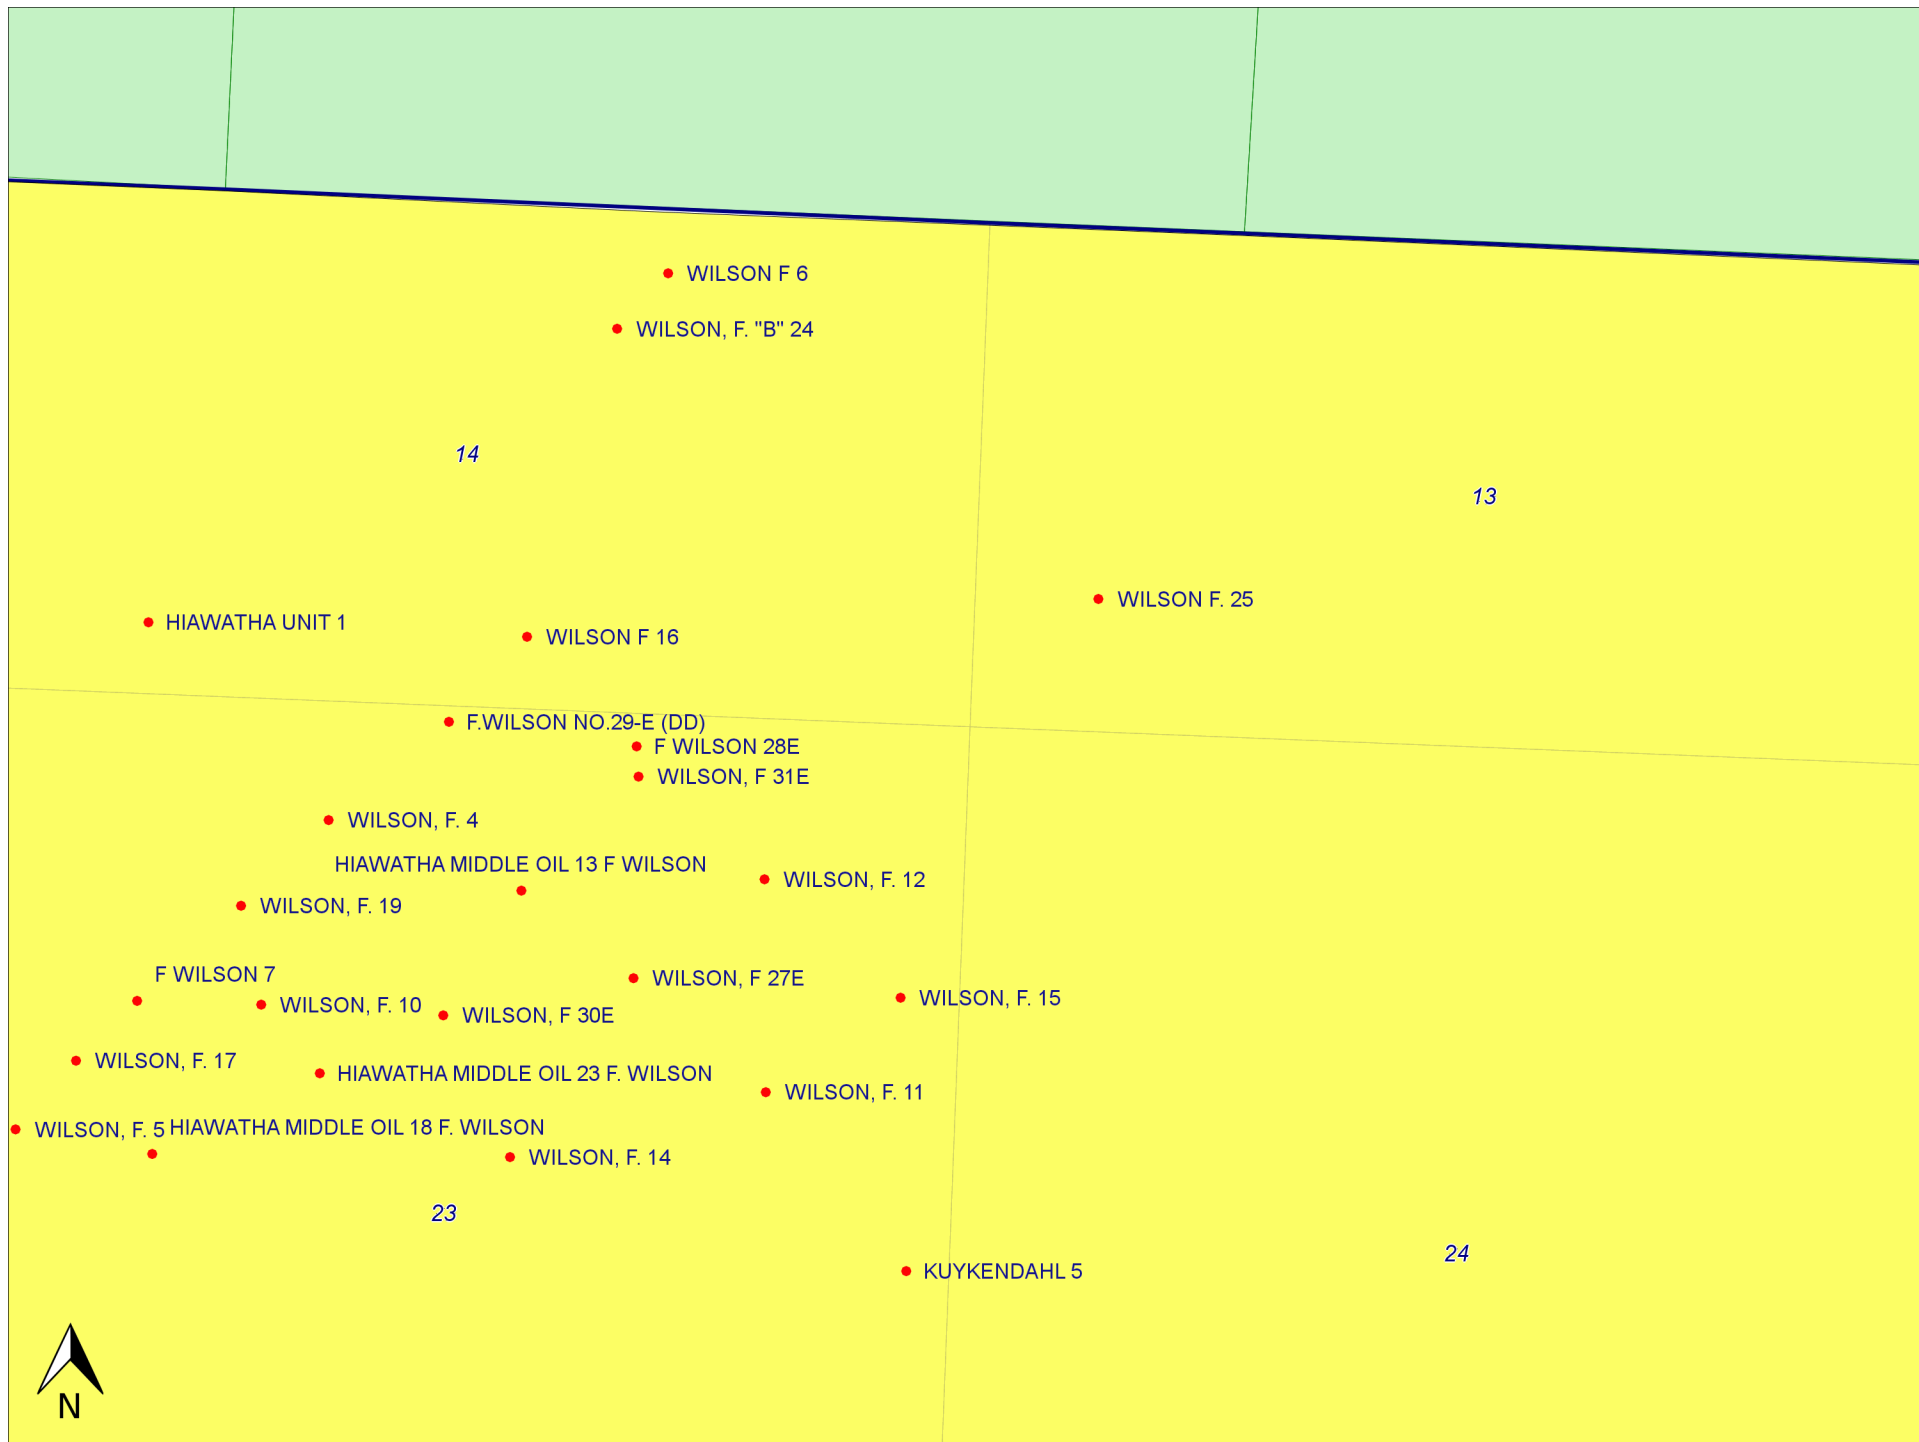 WILSON F 6
WILSON, F. "B" 24
14
13
WILSON F. 25
HIAWATHA UNIT 1
WILSON F 16
F.WILSON NO.29-E (DD)
F WILSON 28E
WILSON, F 31E
WILSON, F. 4
HIAWATHA MIDDLE OIL 13 F WILSON
WILSON, F. 12
WILSON, F. 19
F WILSON 7
WILSON, F 27E
WILSON, F. 15
WILSON, F. 10
WILSON, F 30E
WILSON, F. 17
HIAWATHA MIDDLE OIL 23 F. WILSON
WILSON, F. 11
WILSON, F. 5
HIAWATHA MIDDLE OIL 18 F. WILSON
WILSON, F. 14
23
24
KUYKENDAHL 5
N